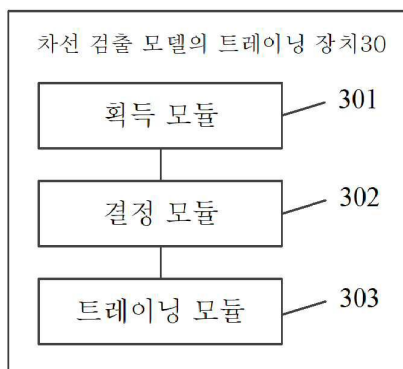 차선 검출 모델의 트레이닝 장치30
획득 모듈
301
결정 모듈
302
트레이닝 모듈
303